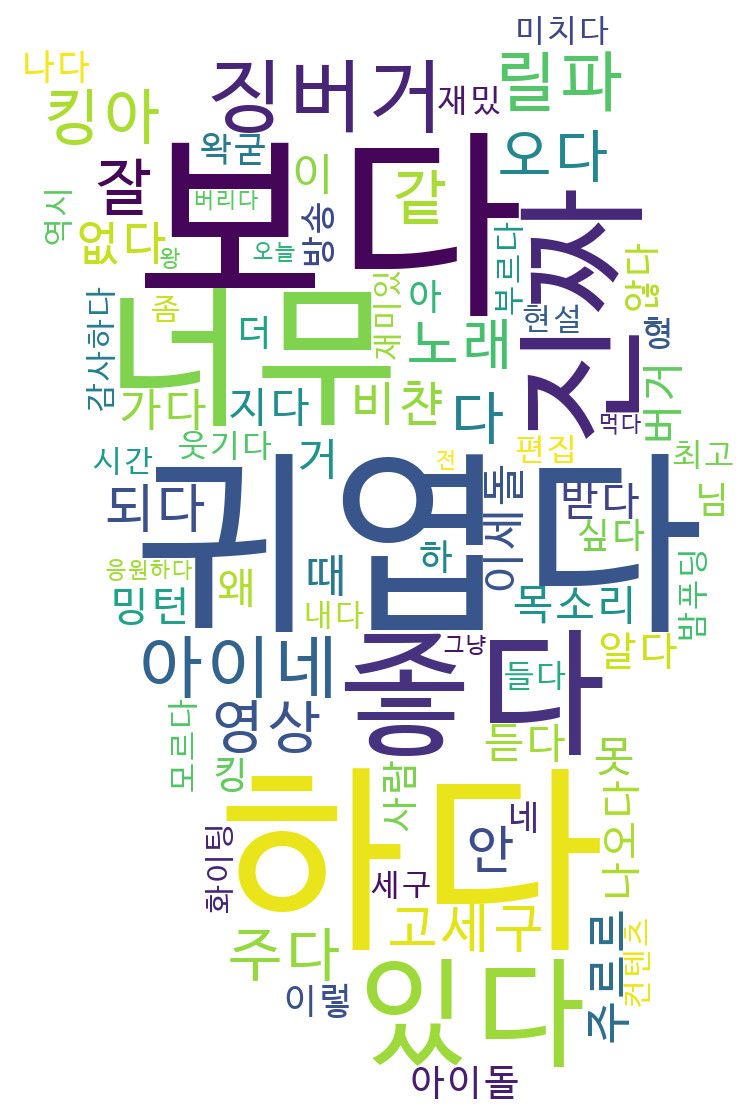 미치다
나다
릴파
징버거
킹아
재밌
왁굳
오다
잘
이
같
보다
버리다
역시
방송
없다
왕
오늘
부르다
진짜
않다
너무
좀
더
아
재미있
현설
형
감사하다
노래
가다
지다
비챤
다
버거
웃기다
시간
거
전
편집
먹다
최고
귀엽다
되다
이세돌
받다
님
싶다
하
응원하다
왜
때
밍턴
내다
목소리
밤푸딩
아이네
좋다
그냥
들다
알다
영상
듣다
모르다
킹
사람
못
나오다
하다
네
안
화이팅
세구
고세구
주다
있다
주르르
컨텐츠
이렇
아이돌